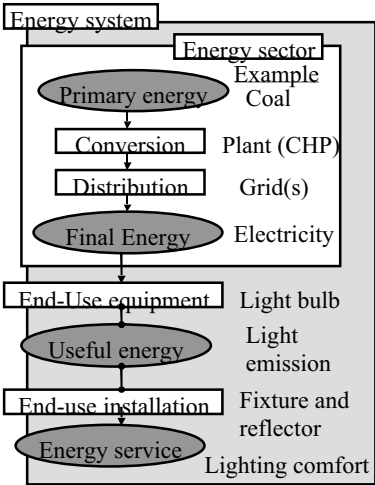 Energy system
Energy sector
Example
Primary energy Coal
Conversion Plant (CHP)
Distribution Grid(s)
Final Energy Electricity
End-Use equipment Light bulb
Useful energy Light
emission
End-use installation Fixture and
reflector
Energy service
Lighting comfort